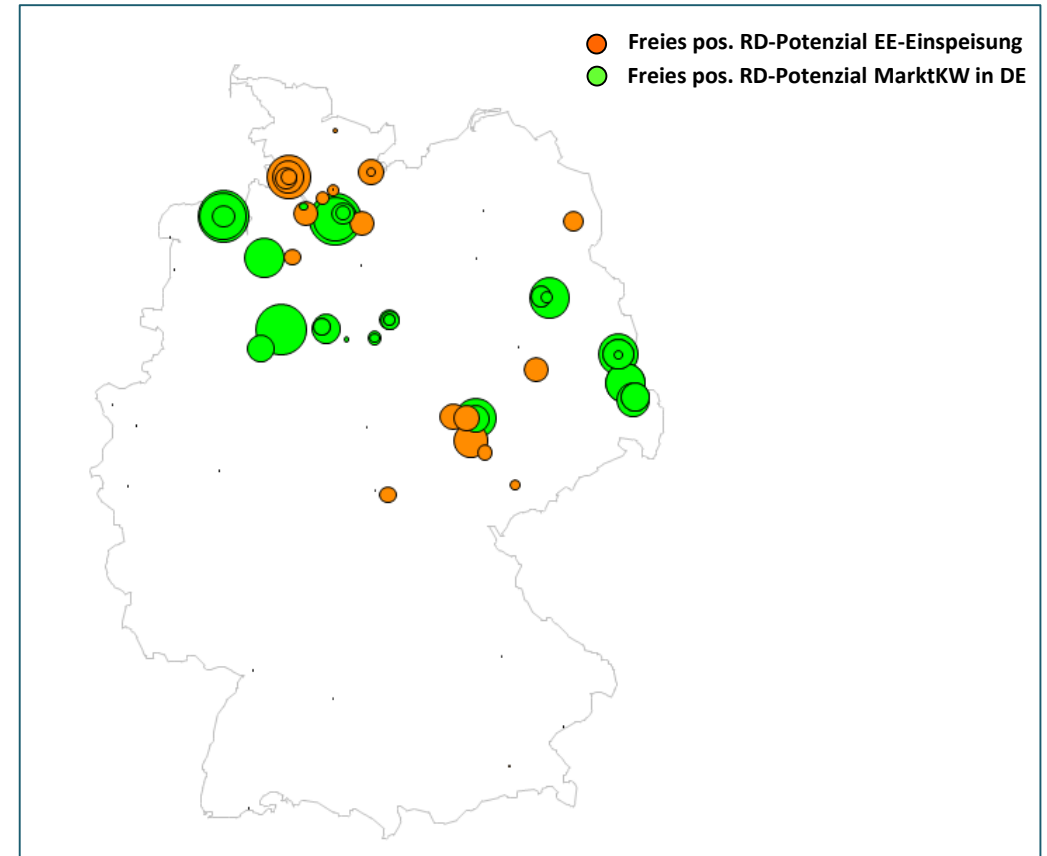 Freies pos. RD-Potenzial EE-Einspeisung
Freies pos. RD-Potenzial MarktKW in DE